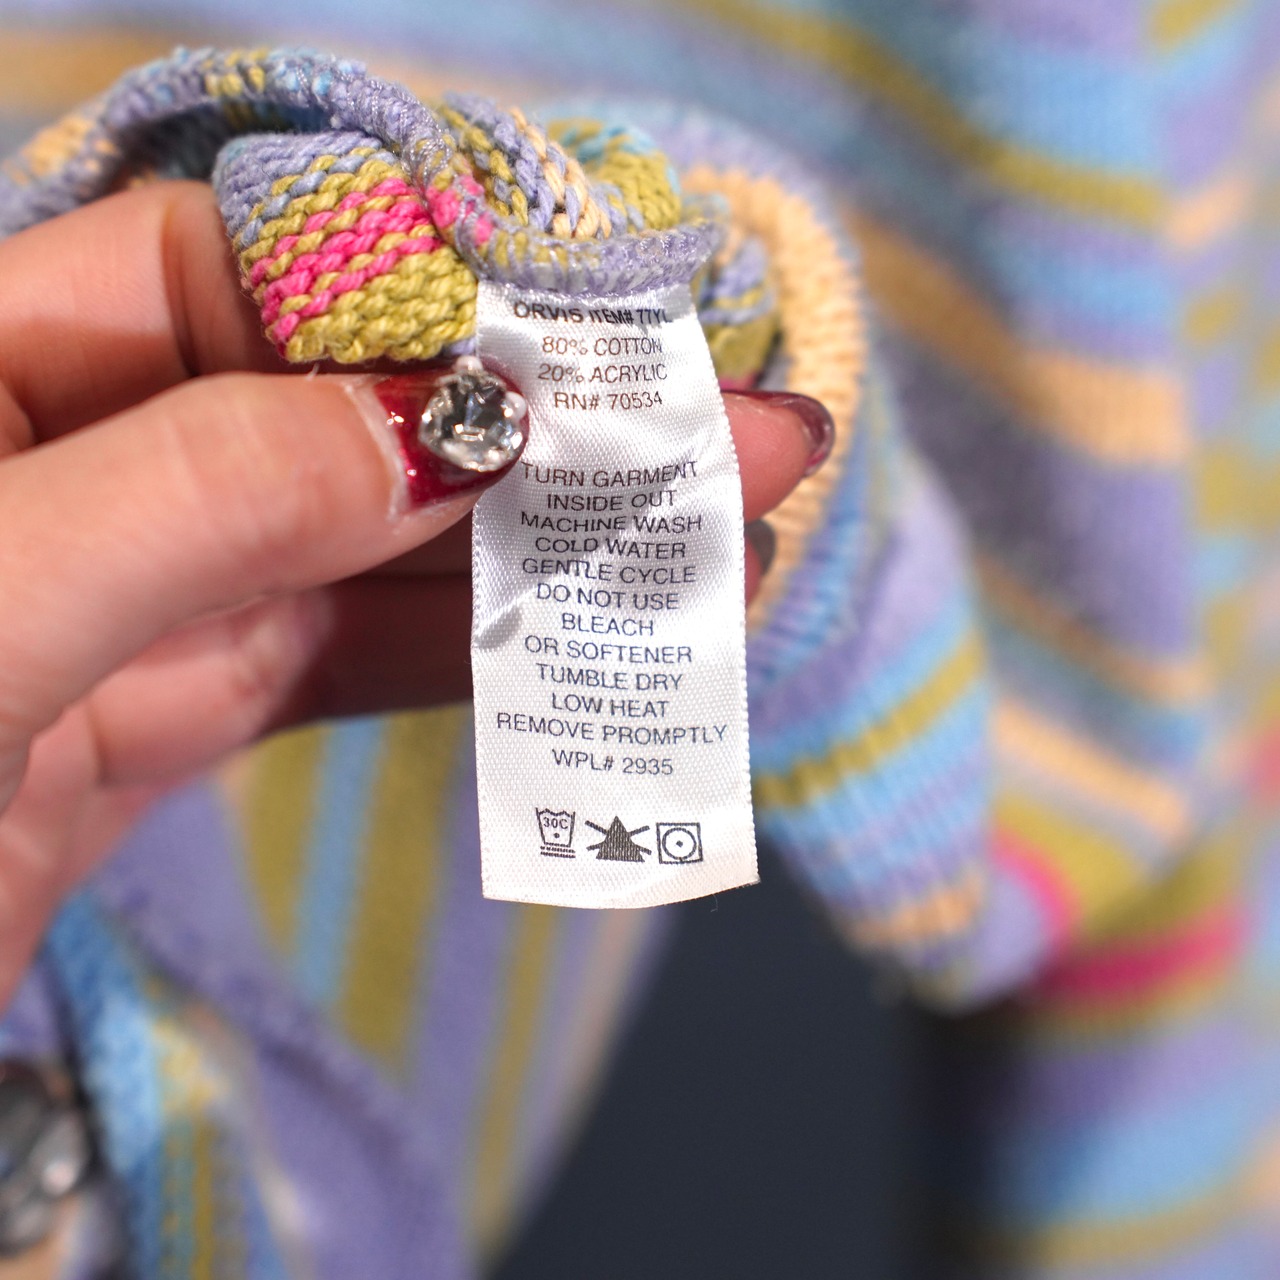 ORVIS ITEM#
80% COTTON
20% ACRYLIC
RN# 70534
TURN GARMENT
INSIDE OUT
MACHINE WASH
COLD WATER
GENTLE CYCLE
DO NOT USE
BLEACH
OR SOFTENER
TUMBLE DRY
LOW HEAT
REMOVE PROMPTLY
WPL# 2935
30C